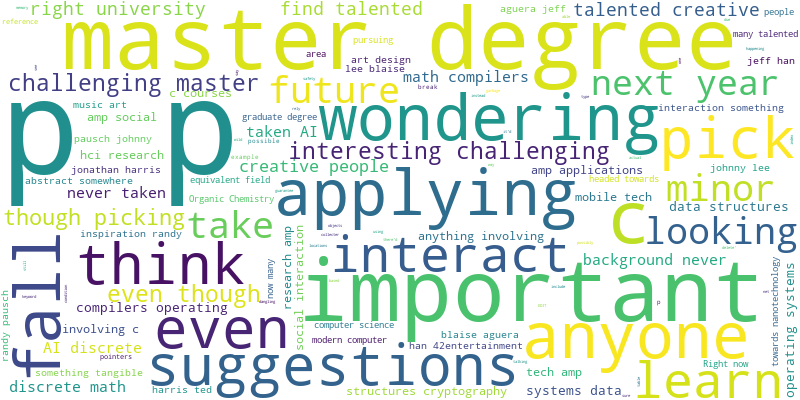 right university
find talented
aguera jeff
talented creative
people
reference
pursuing
master degree
many talented
area
art design
lee blaise
jeff han
challenging master
math compilers
future
break
next year
c courses
music art
amp social
interaction something
p p
wondering
pick
pausch johnny
taken AI
graduate degree
hci research
possible
interesting challenging
example
jonathan harris
creative people
amp applications
johnny lee
abstract somewhere
equivalent field
headed towards
never taken
Organic Chemistry
applying
mobile tech
minor
though picking
take
c
data structures
inspiration randy
anything involving
looking
fall
think
interact
background never
research amp
social interaction
now many
even though
important
compilers operating
involving c
even
computer science
blaise aguera
anyone
AI discrete
modern computer
han 42entertainment
towards nanotechnology
operating systems
randy pausch
pointers
something tangible
suggestions
tech amp
Right now
discrete math
harris ted
structures cryptography
systems data
learn